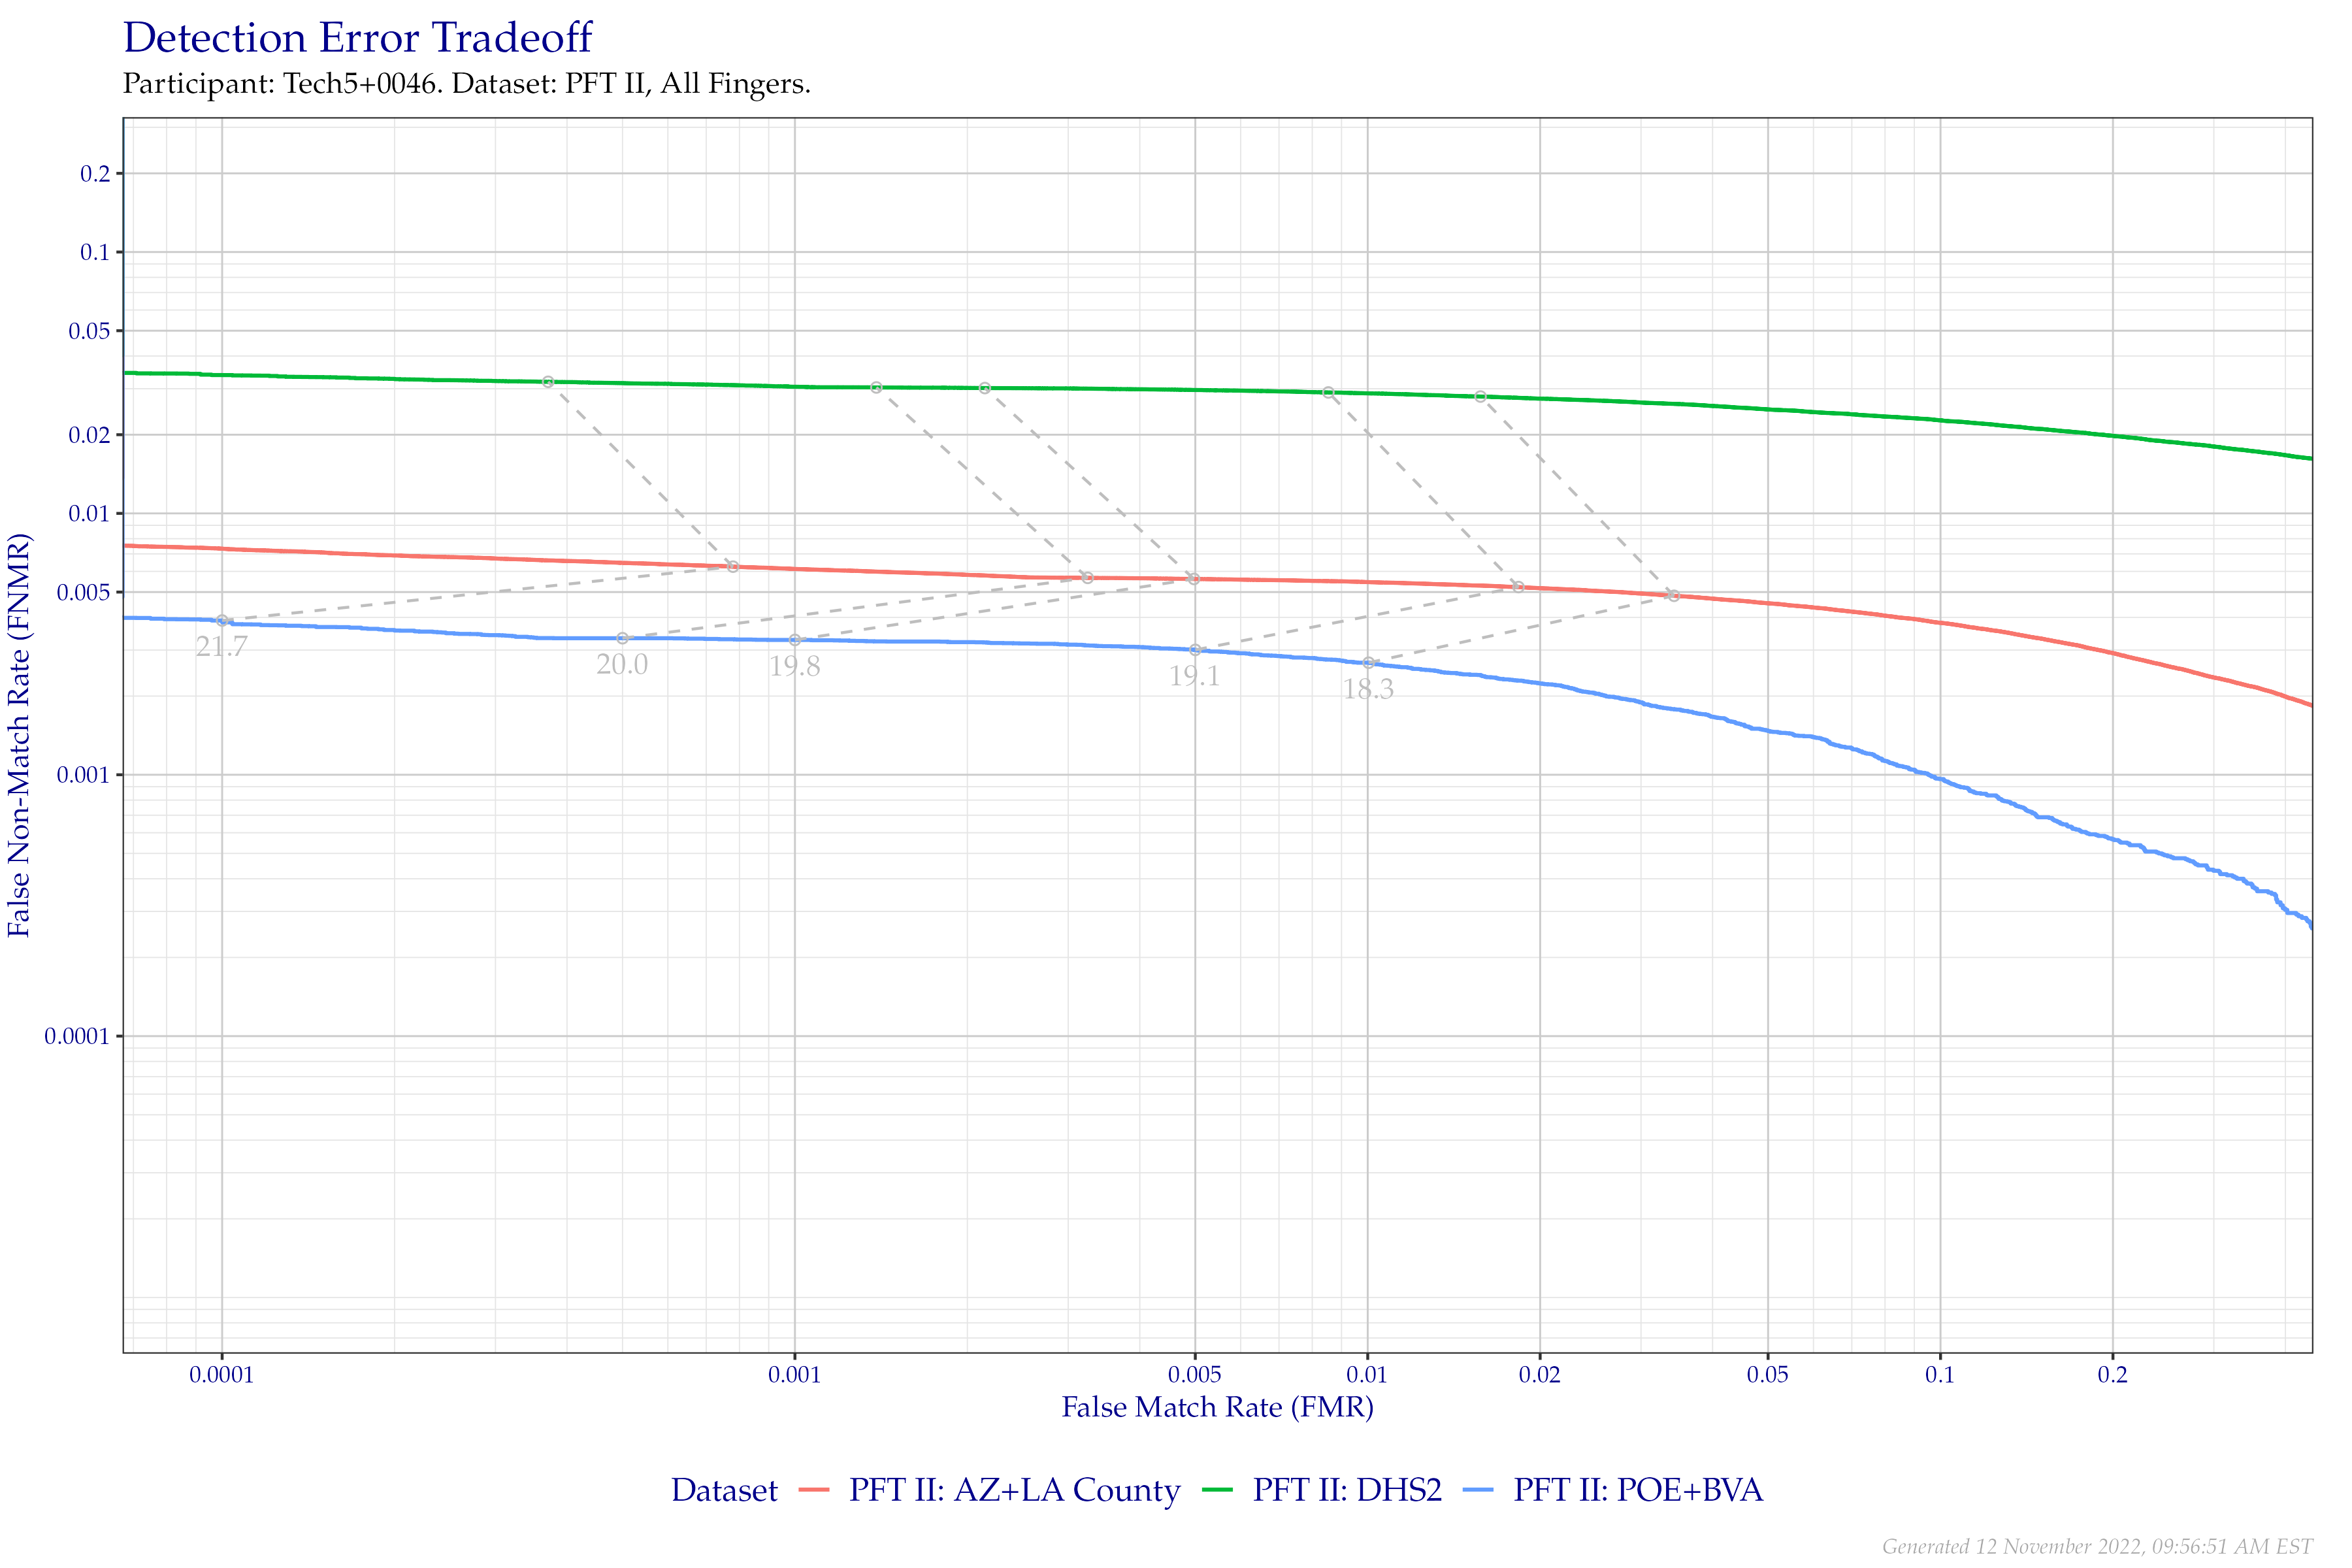 Detection Error Tradeoff
Participant: Tech5+0046. Dataset: PFT II, All Fingers.
False Non-Match Rate (FNMR)
0.2
0.1
0.05
0.02
0.01
0.005
0.001
0.0001
21.7
20.0
19.8
19.1
18.3
0.0001 0.001 0.005 0.01 0.02 0.05 0.1 0.2
False Match Rate (FMR)
Dataset PFT II: AZ+LA County PFT II: DHS2 PFT II: POE+BVA
Generated 12 November 2022, 09:56:51 AM EST